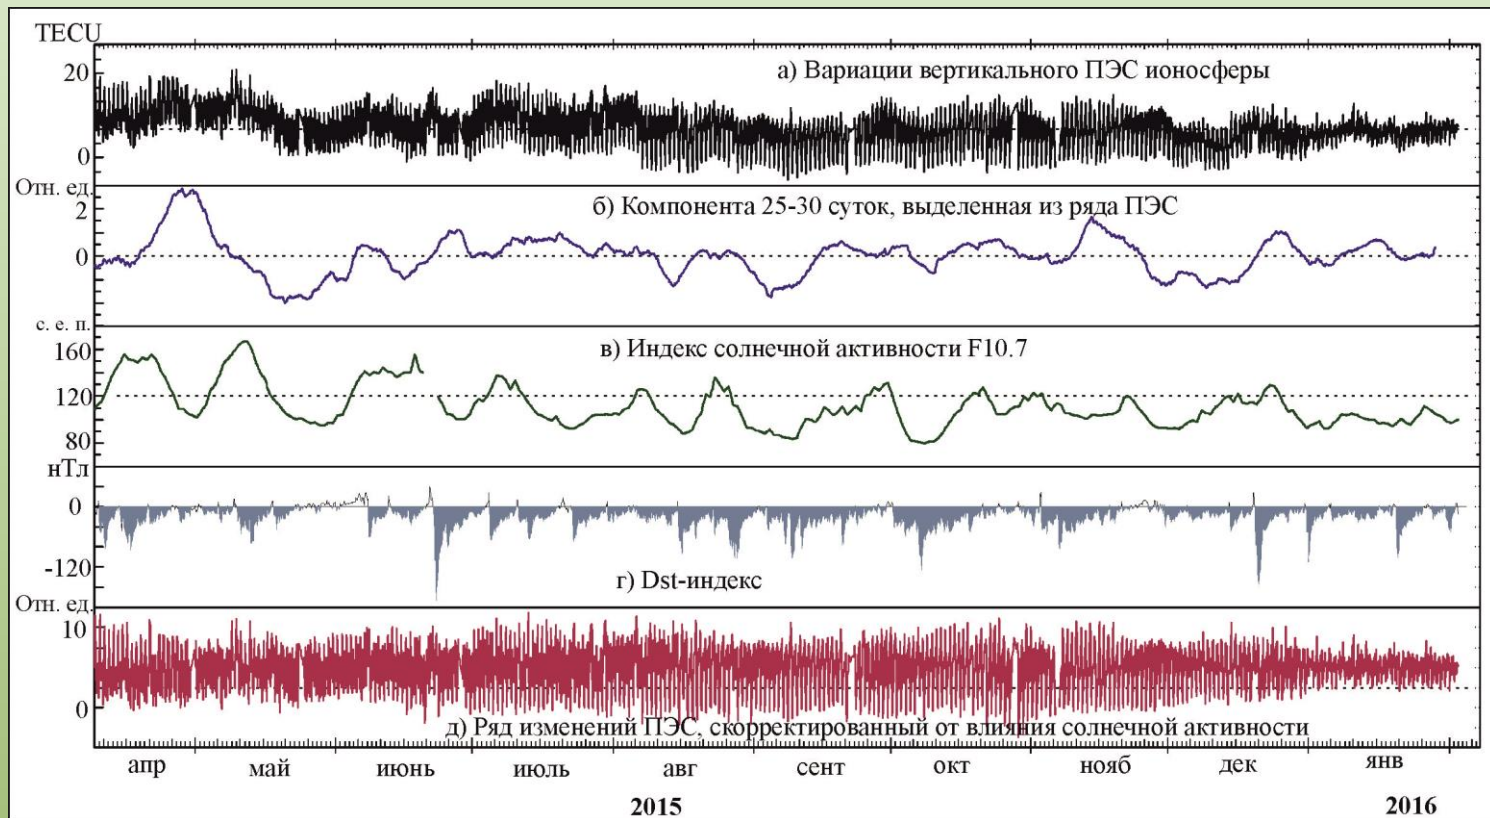 TECU
а) Вариации вертикального ПЭС ионосферы
20
0
Отн. ед.
б) Компонента 25-30 суток, выделенная из ряда ПЭС
2
0
с. е. п.
в) Индекс солнечной активности F10.7
160
120
80
нТл
0
-120
г) Dst-индекс
Отн. ед.
10
0
д) Ряд изменений ПЭС, скорректированный от влияния солнечной активности
апр май июнь июль авг сент окт нояб дек янв
2015 2016